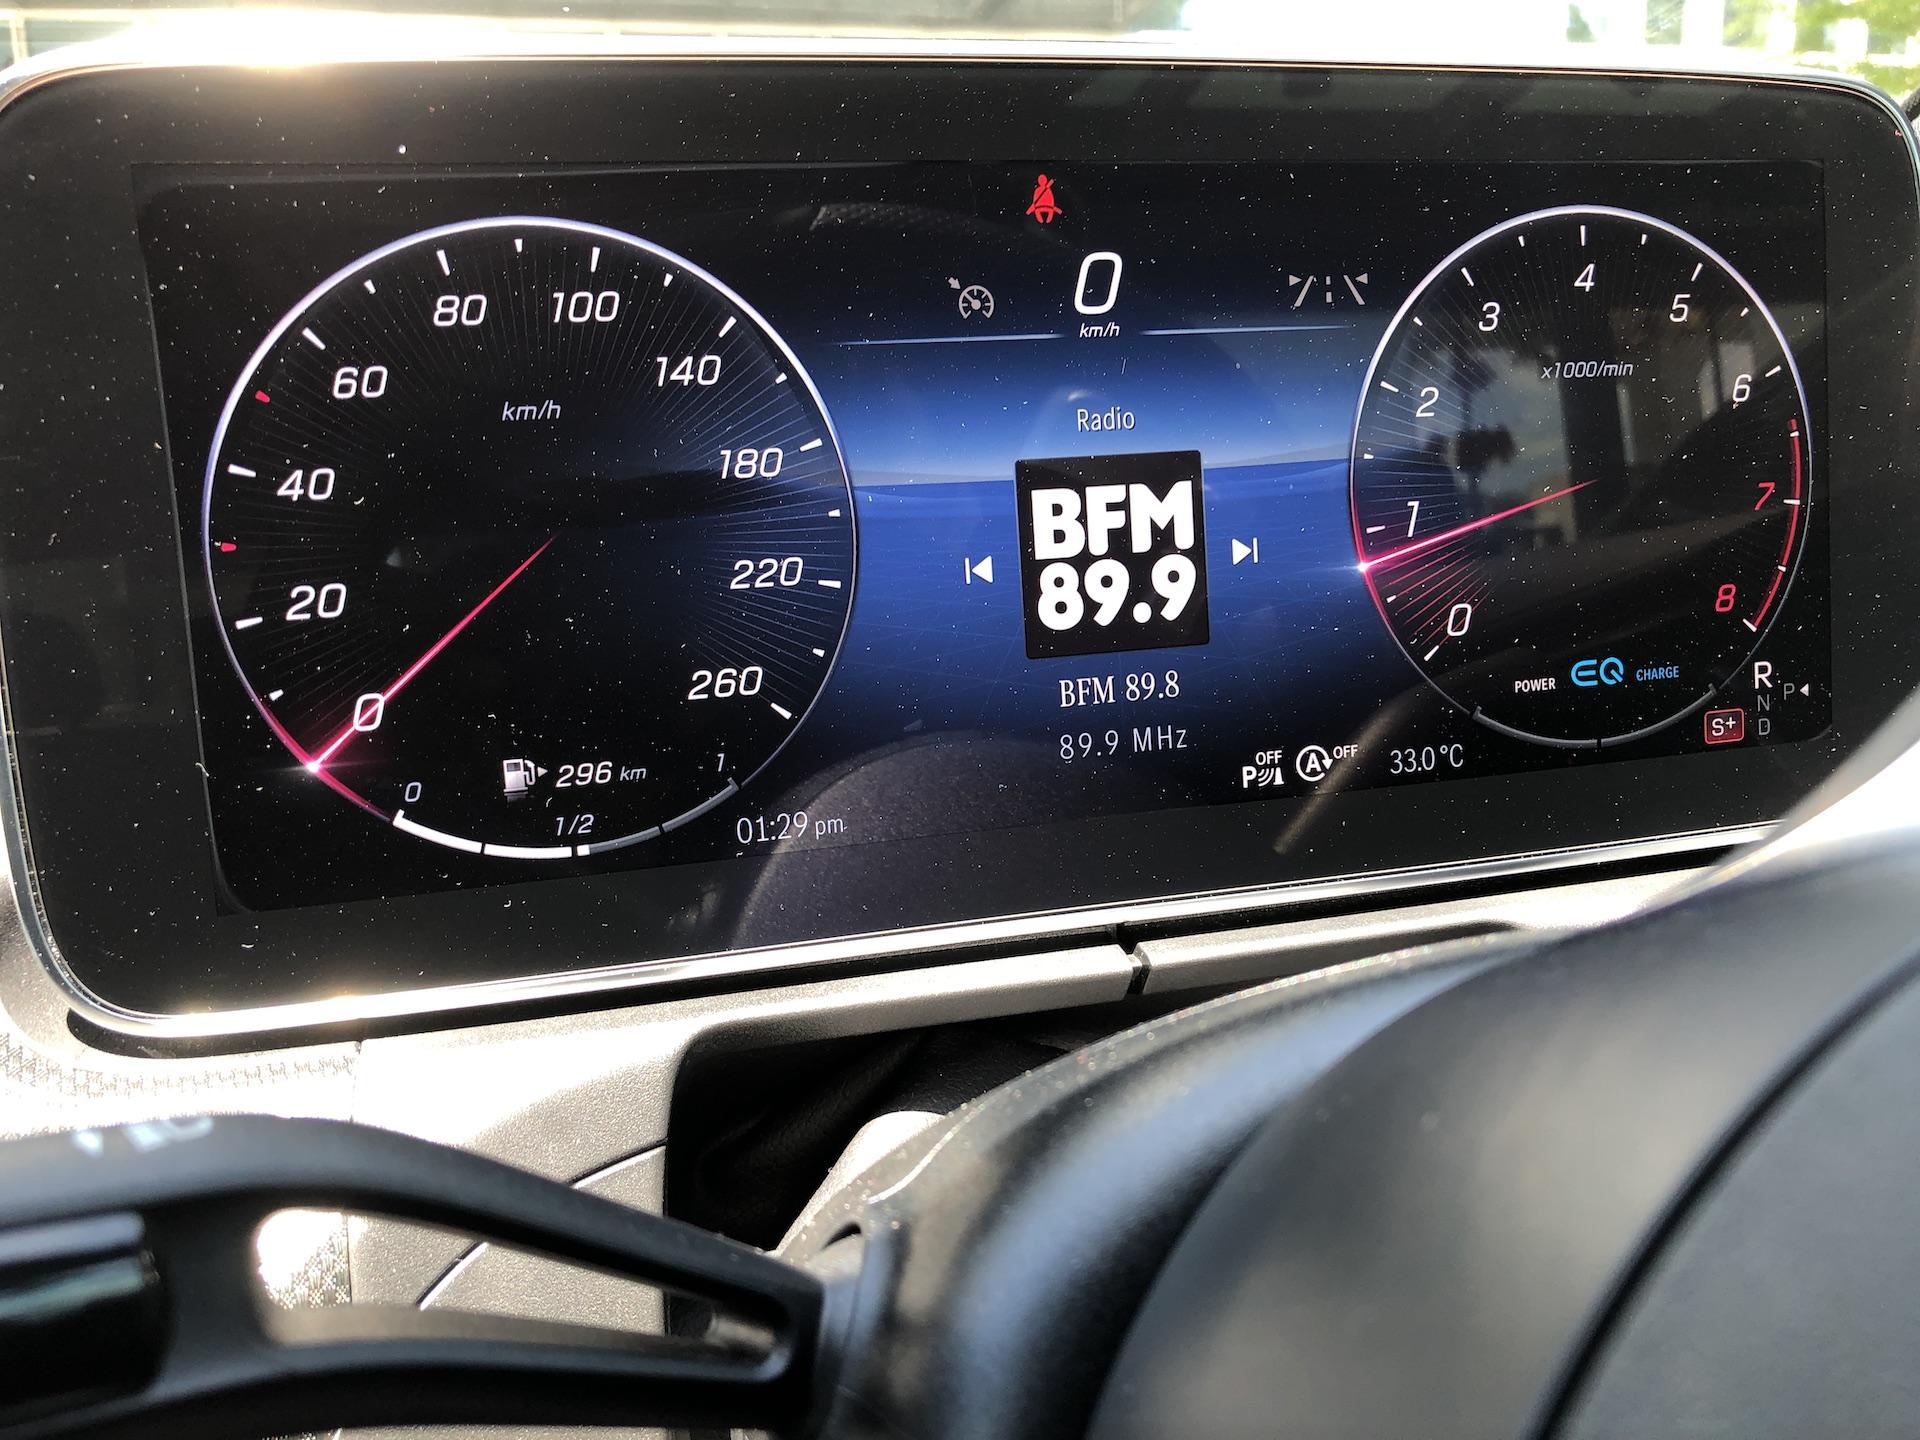 0
km/h
80 100
60 140
km/h
40 180
20 220
0 260
296 km
0 1/2 1
01:29 pm
Radio
BFM
89.9
BFM 89.8
89.9 MHz
4
3 5
x1000/min
2 6
1 7
0 8
POWER EQ CHARGE
R
N P
S+ D
OFF
P A OFF
33.0°C